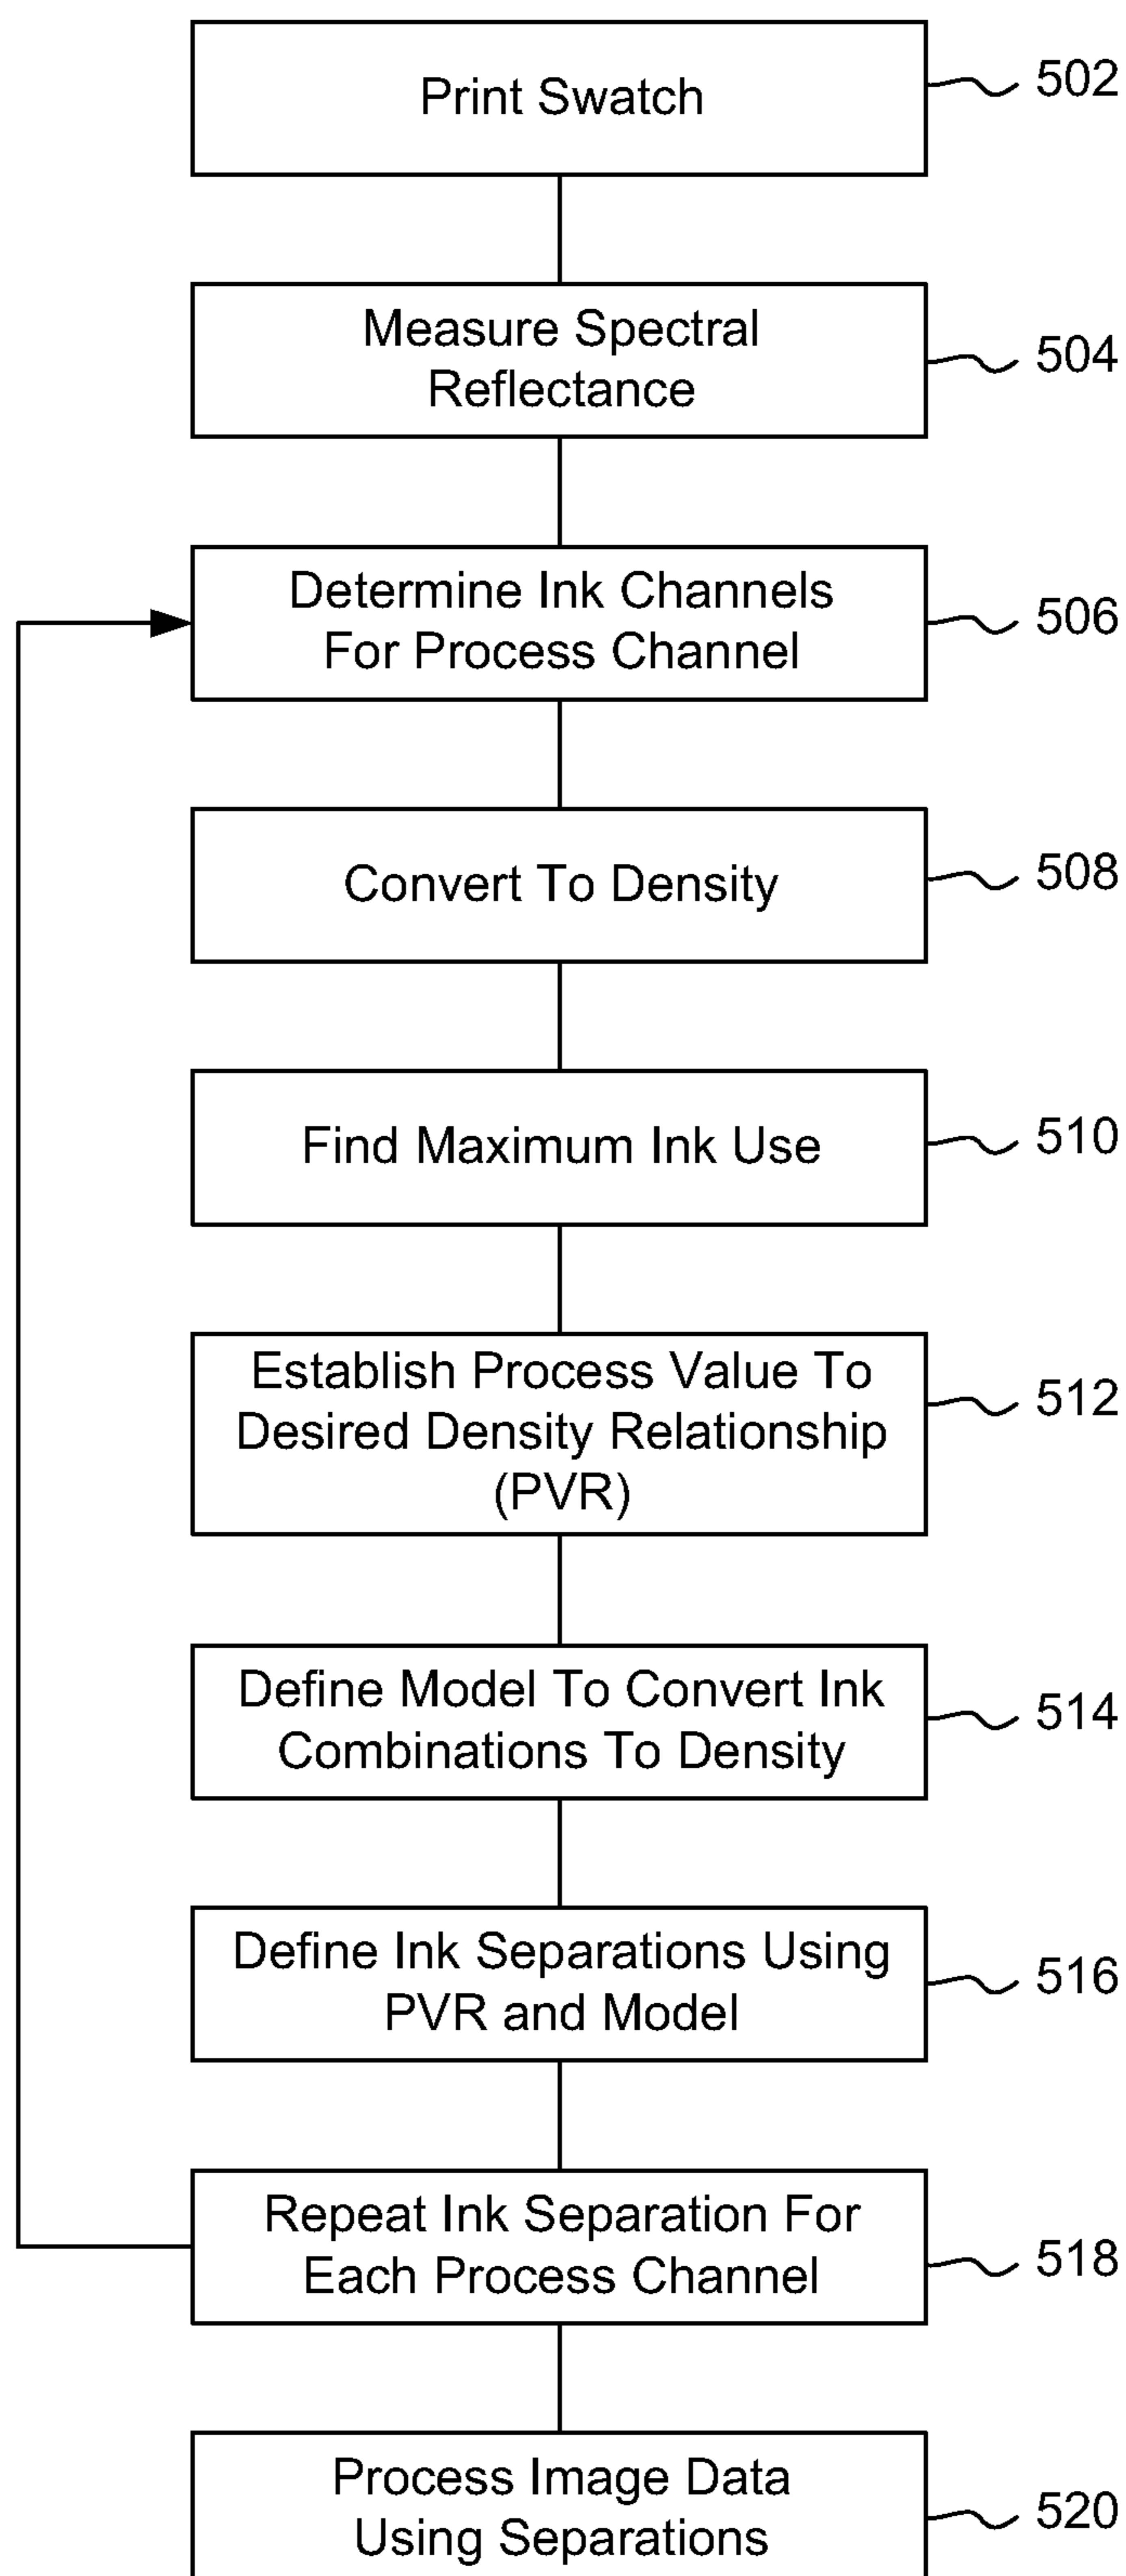 Print Swatch
502
Measure Spectral
Reflectance
504
Determine Ink Channels
For Process Channel
506
Convert To Density
508
Find Maximum Ink Use
510
Establish Process Value To
Desired Density Relationship
(PVR)
512
Define Model To Convert Ink
Combinations To Density
514
Define Ink Separations Using
PVR and Model
516
Repeat Ink Separation For
Each Process Channel
518
Process Image Data
Using Separations
520